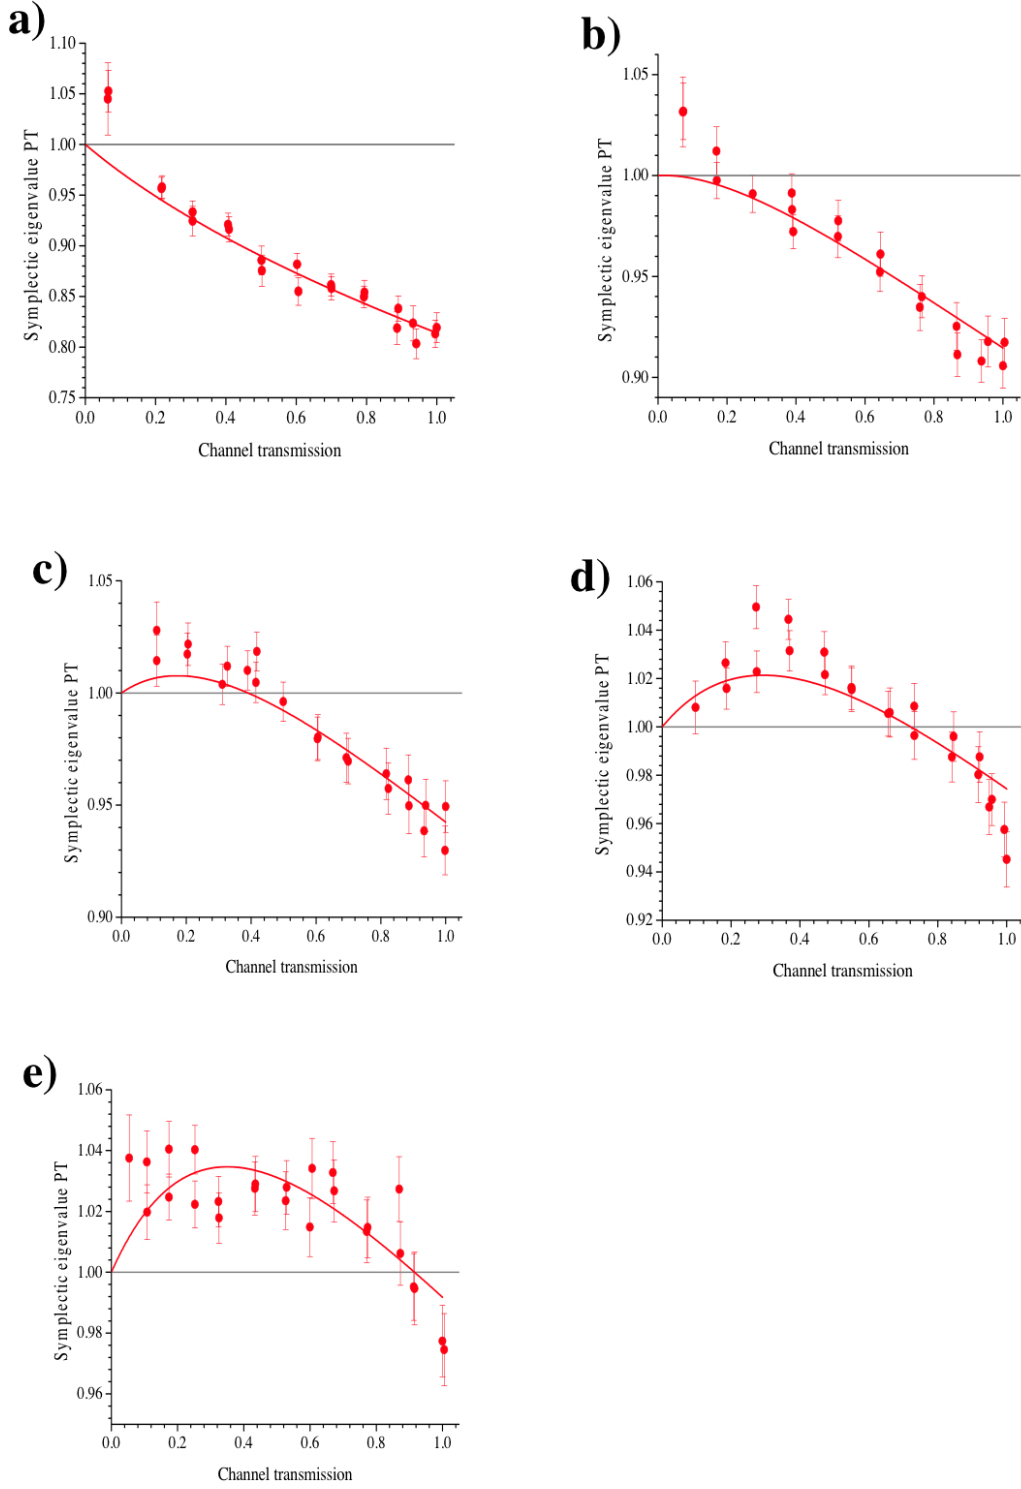 a)
1.10
1.05
1.00
0.95
0.90
0.85
0.80
0.75
Symplectic eigenvalue PT
0.0 0.2 0.4 0.6 0.8 1.0
Channel transmission
b)
1.05
1.00
0.95
0.90
Symplectic eigenvalue PT
0.0 0.2 0.4 0.6 0.8 1.0
Channel transmission
c)
1.05
1.00
0.95
0.90
Symplectic eigenvalue PT
0.0 0.2 0.4 0.6 0.8 1.0
Channel transmission
d)
1.06
1.04
1.02
1.00
0.98
0.96
0.94
0.92
Symplectic eigenvalue PT
0.0 0.2 0.4 0.6 0.8 1.0
Channel transmission
e)
1.06
1.04
1.02
1.00
0.98
0.96
Symplectic eigenvalue PT
0.0 0.2 0.4 0.6 0.8 1.0
Channel transmission